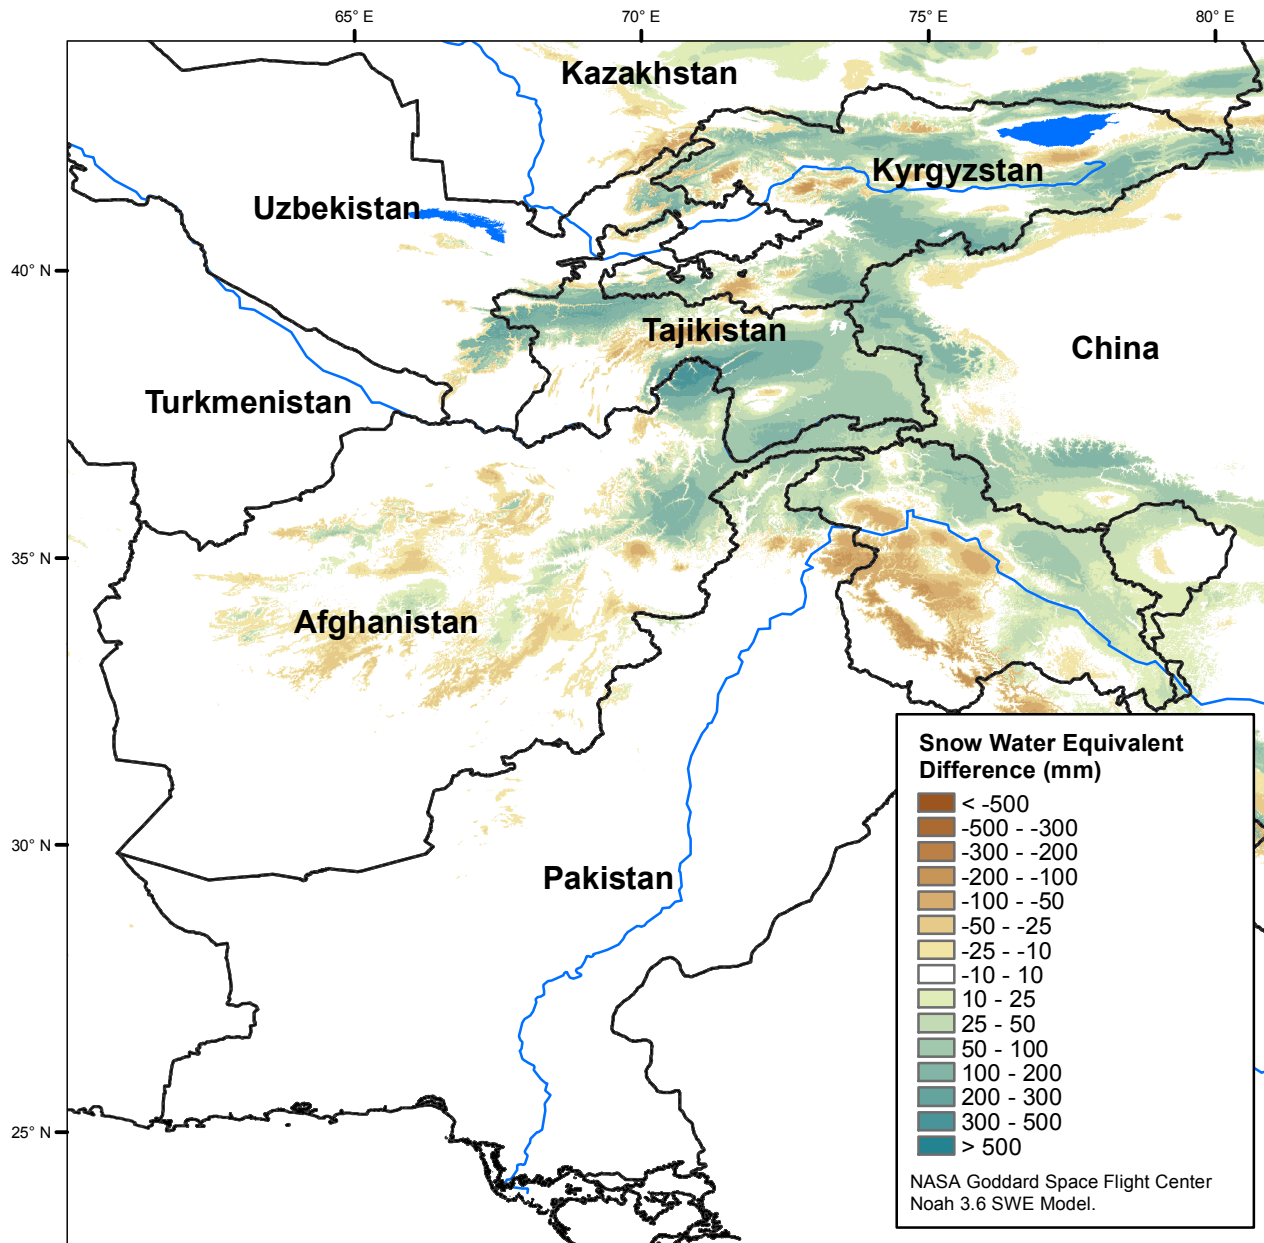 65° E
70° E
75° E
80° E
Kazakhstan
Kyrgyzstan
Uzbekistan
40° N
Tajikistan
China
Turkmenistan
35° N
Afghanistan
Snow Water Equivalent
Difference (mm)
< -500
-500 - -300
-300 - -200
-200 - -100
-100 - -50
-50 - -25
-25 - -10
-10 - 10
10 - 25
25 - 50
50 - 100
100 - 200
200 - 300
300 - 500
> 500
NASA Goddard Space Flight Center
Noah 3.6 SWE Model.
30° N
Pakistan
25° N